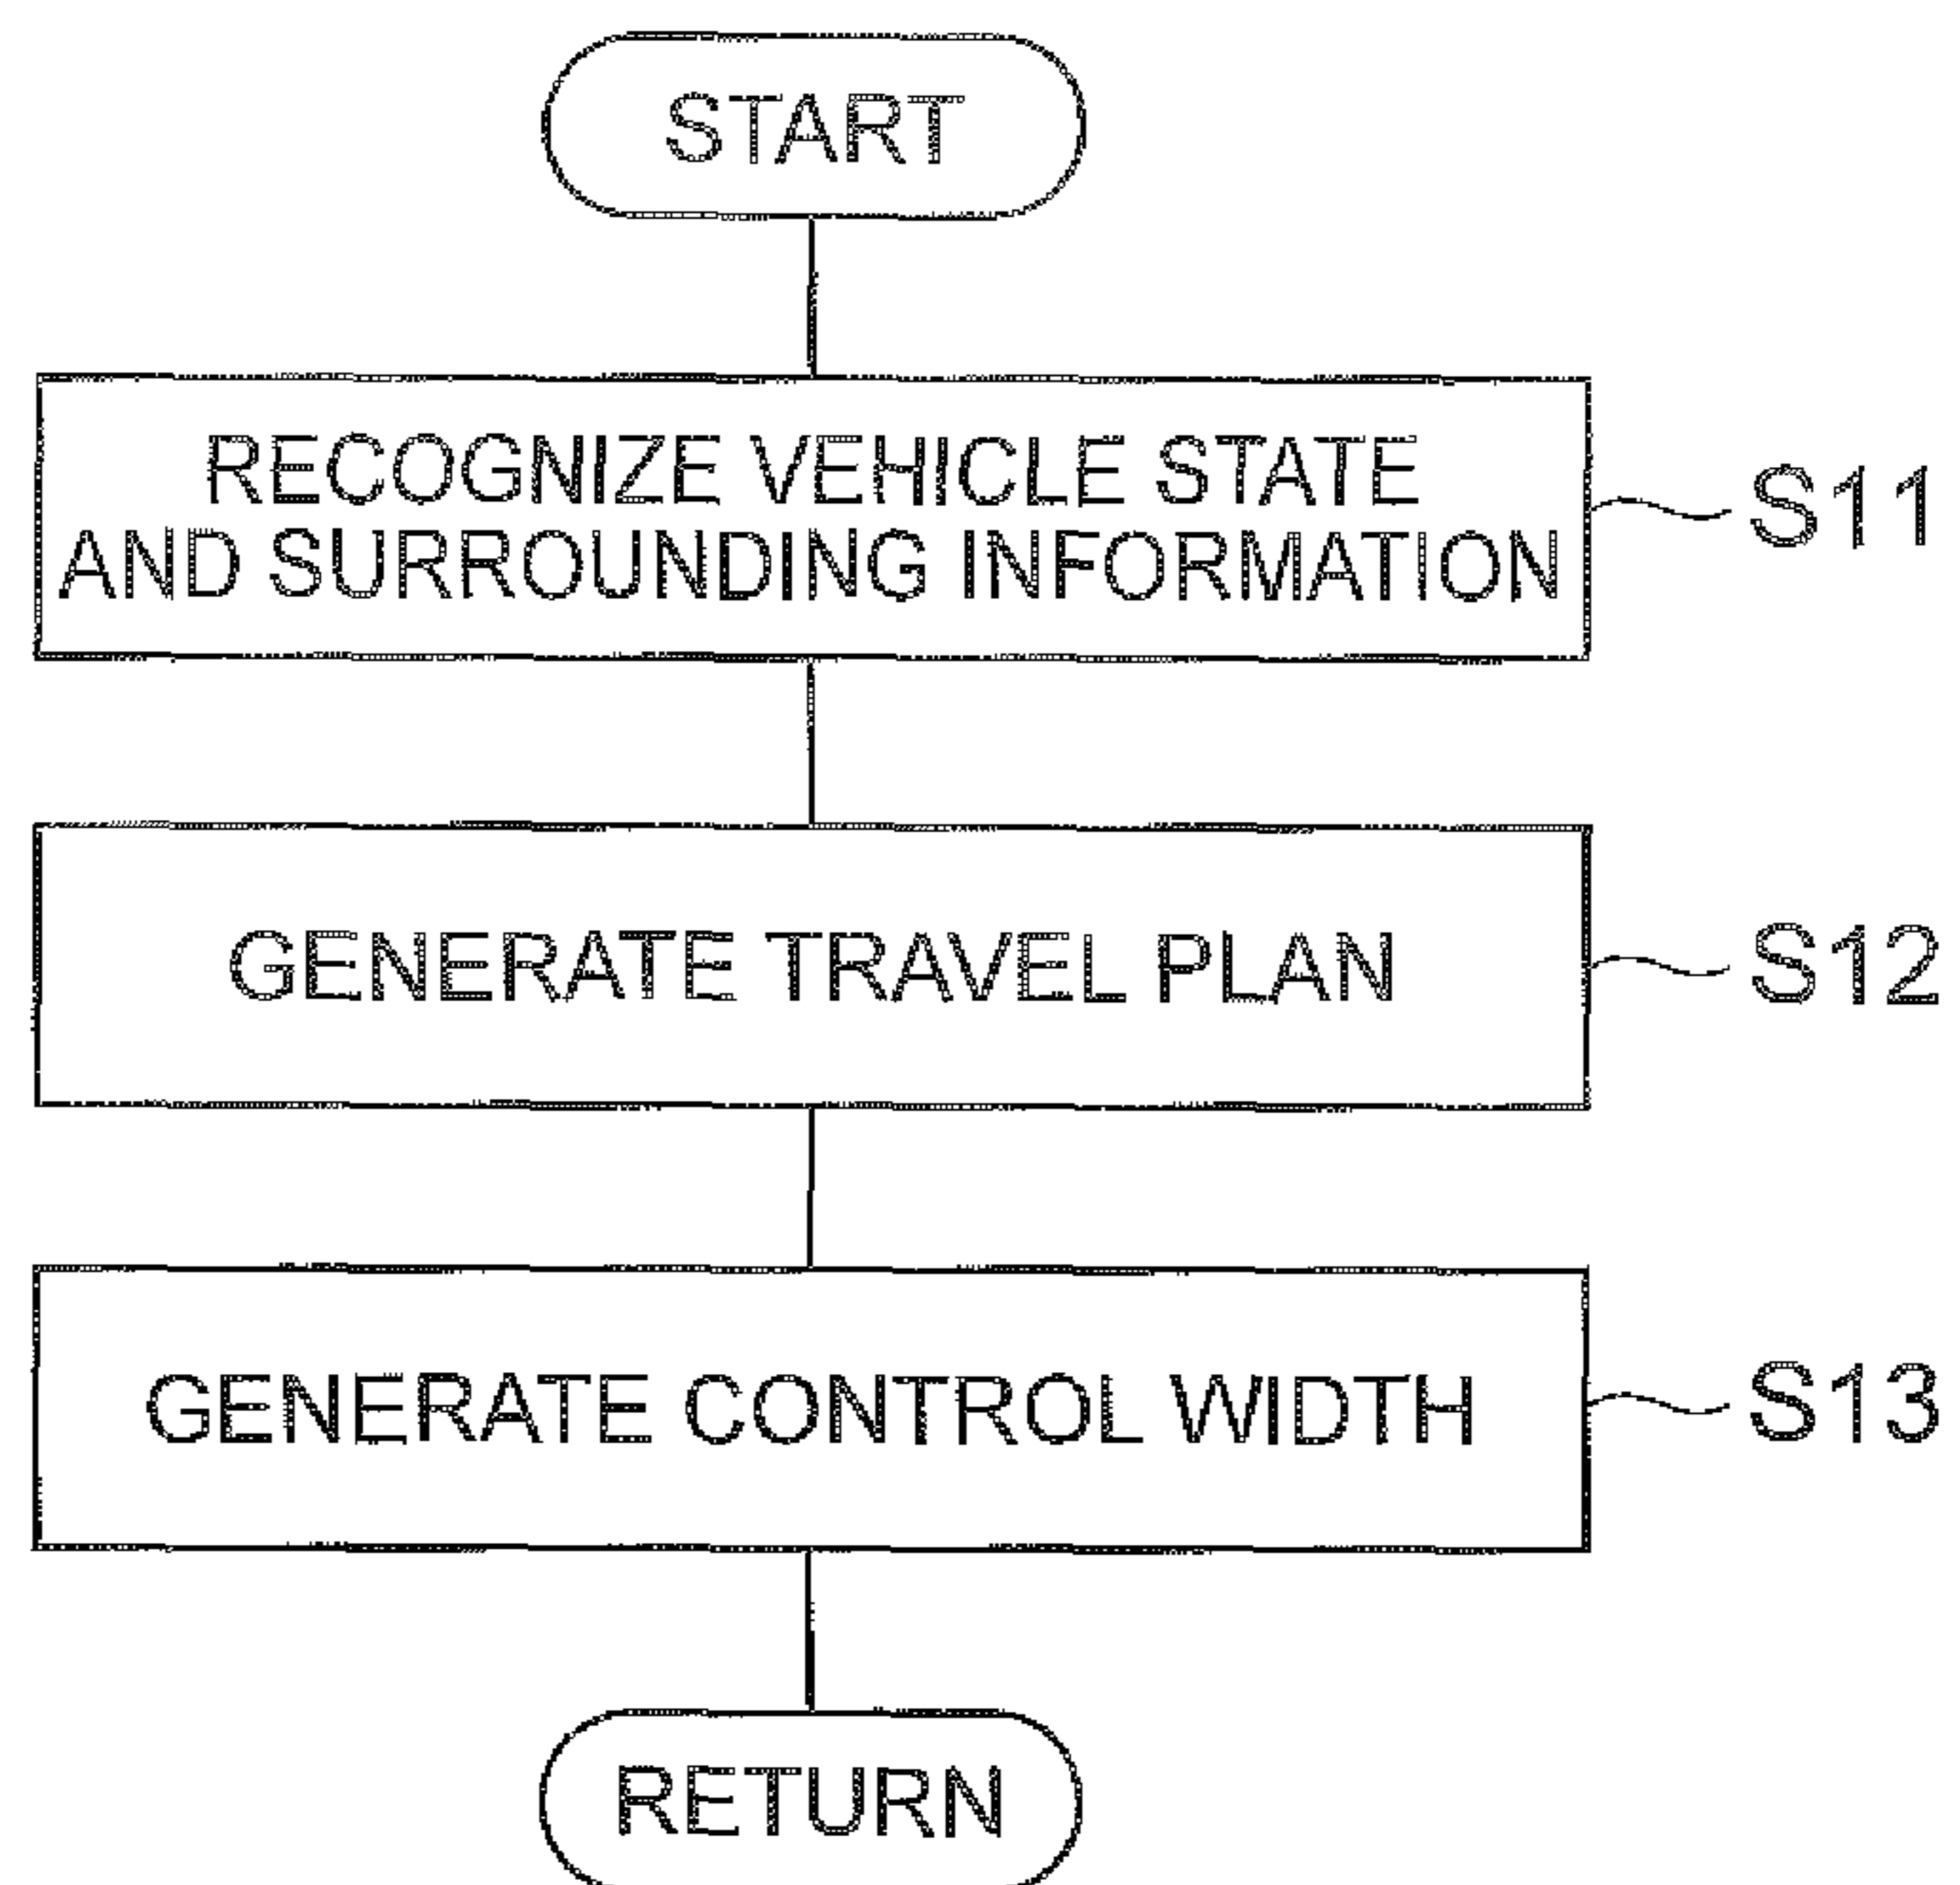 START
RECOGNIZE VEHICLE STATE
AND SURROUNDING INFORMATION
S11
GENERATE TRAVEL PLAN
S12
GENERATE CONTROL WIDTH
S13
RETURN